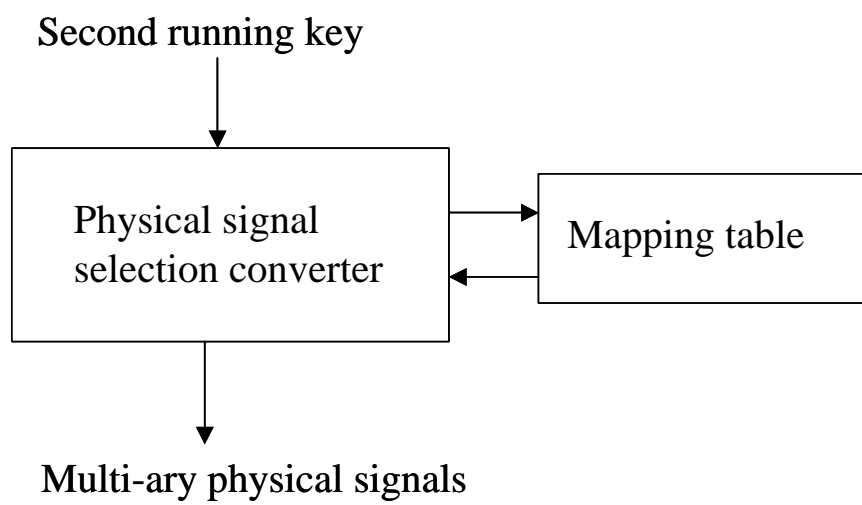 Second running key
Physical signal
selection converter
Mapping table
Multi-ary physical signals